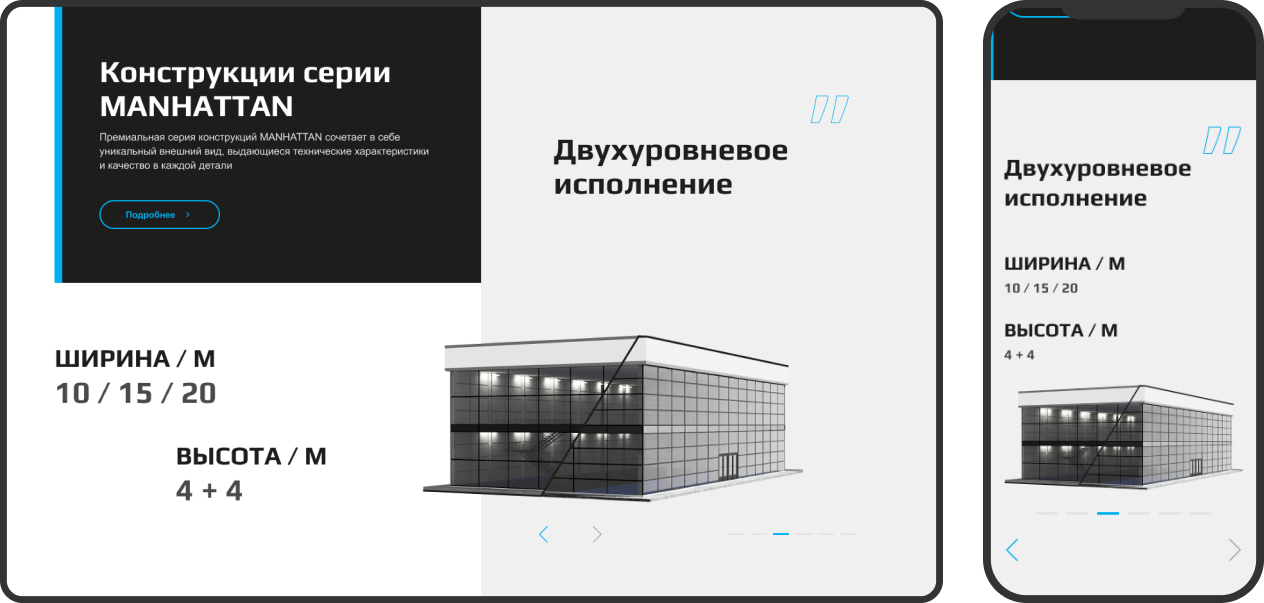 Конструкции серии
MANHATTAN
Премиальная серия конструкций MANHATTAN сочетает в себе
уникальный внешний вид, выдающиеся технические характеристики
и качество в каждой детали
Подробнее
Двухуровневое
исполнение
ШИРИНА / М
10 / 15 / 20
ВЫСОТА / М
4 + 4
Двухуровневое
исполнение
ШИРИНА / М
10 / 15 / 20
ВЫСОТА / М
4 + 4